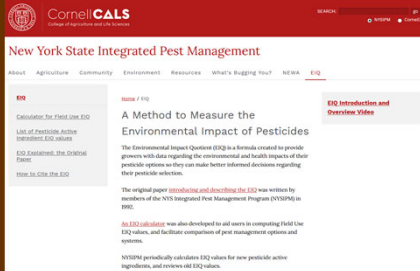 CornellCALS
College of Agriculture and Life Sciences
SEARCH:
go
NYSIPM
Cornell
New York State Integrated Pest Management
About Agriculture Community Environment Resources What's Bugging You? NEWA EIQ
EIQ
Calculator for Field Use EIQ
List of Pesticide Active
Ingredient EIQ values
EIQ Explained: the Original
Paper
How to Cite the EIQ
Home / EIQ
A Method to Measure the
Environmental Impact of Pesticides
The Environmental Impact Quotient (EIQ) is a formula created to provide
growers with data regarding the environmental and health impacts of their
pesticide options so they can make better informed decisions regarding
their pesticide selection.
The original paper introducing and describing the EIQ was written by
members of the NYS Integrated Pest Management Program (NYSIPM) in
1992.
An EIQ calculator was also developed to aid users in computing Field Use
EIQ values, and facilitate comparison of pest management options and
systems.
NYSIPM periodically calculates EIQ values for new pesticide active
ingredients, and reviews old EIQ values.
EIQ Introduction and
Overview Video